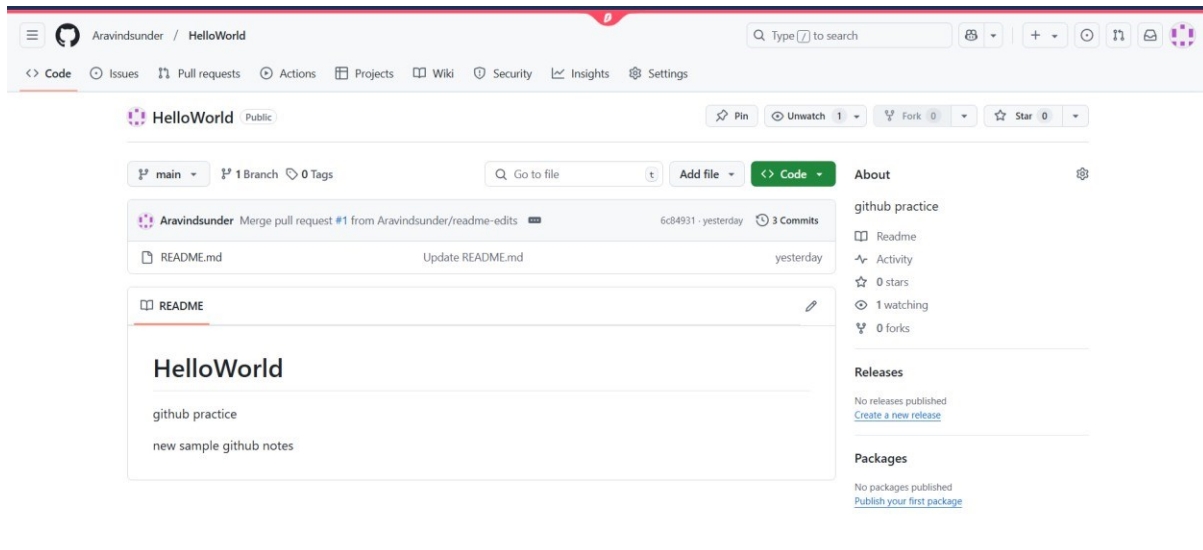 Aravindsunder / HelloWorld
Type / to search
Code Issues Pull requests Actions Projects Wiki Security Insights Settings
HelloWorld Public
Pin Unwatch 1 Fork 0 Star 0
main 1 Branch 0 Tags Go to file t Add file Code
Aravindsunder Merge pull request #1 from Aravindsunder/readme-edits 6c84931 · yesterday 3 Commits
README.md Update README.md yesterday
README
HelloWorld
github practice
new sample github notes
About
github practice
Readme
Activity
0 stars
1 watching
0 forks
Releases
No releases published
Create a new release
Packages
No packages published
Publish your first package